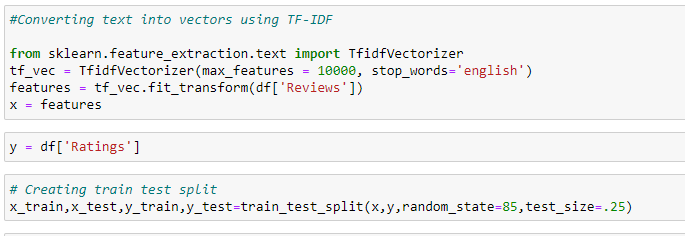 #Converting text into vectors using TF-IDF
from sklearn.feature_extraction.text import TfidfVectorizer
tf_vec = TfidfVectorizer(max_features = 10000, stop_words='english')
features = tf_vec.fit_transform(df['Reviews'])
x = features
y = df['Ratings']
# Creating train test split
x_train,x_test,y_train,y_test=train_test_split(x,y,random_state=85,test_size=.25)